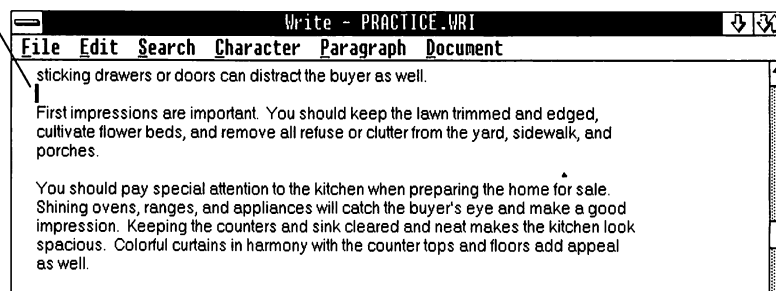 Write - PRACTICE.WRI
File Edit Search Character Paragraph Document
sticking drawers or doors can distract the buyer as well.
First impressions are important. You should keep the lawn trimmed and edged,
cultivate flower beds, and remove all refuse or clutter from the yard, sidewalk, and
porches.
You should pay special attention to the kitchen when preparing the home for sale.
Shining ovens, ranges, and appliances will catch the buyer's eye and make a good
impression. Keeping the counters and sink cleared and neat makes the kitchen look
spacious. Colorful curtains in harmony with the counter tops and floors add appeal
as well.